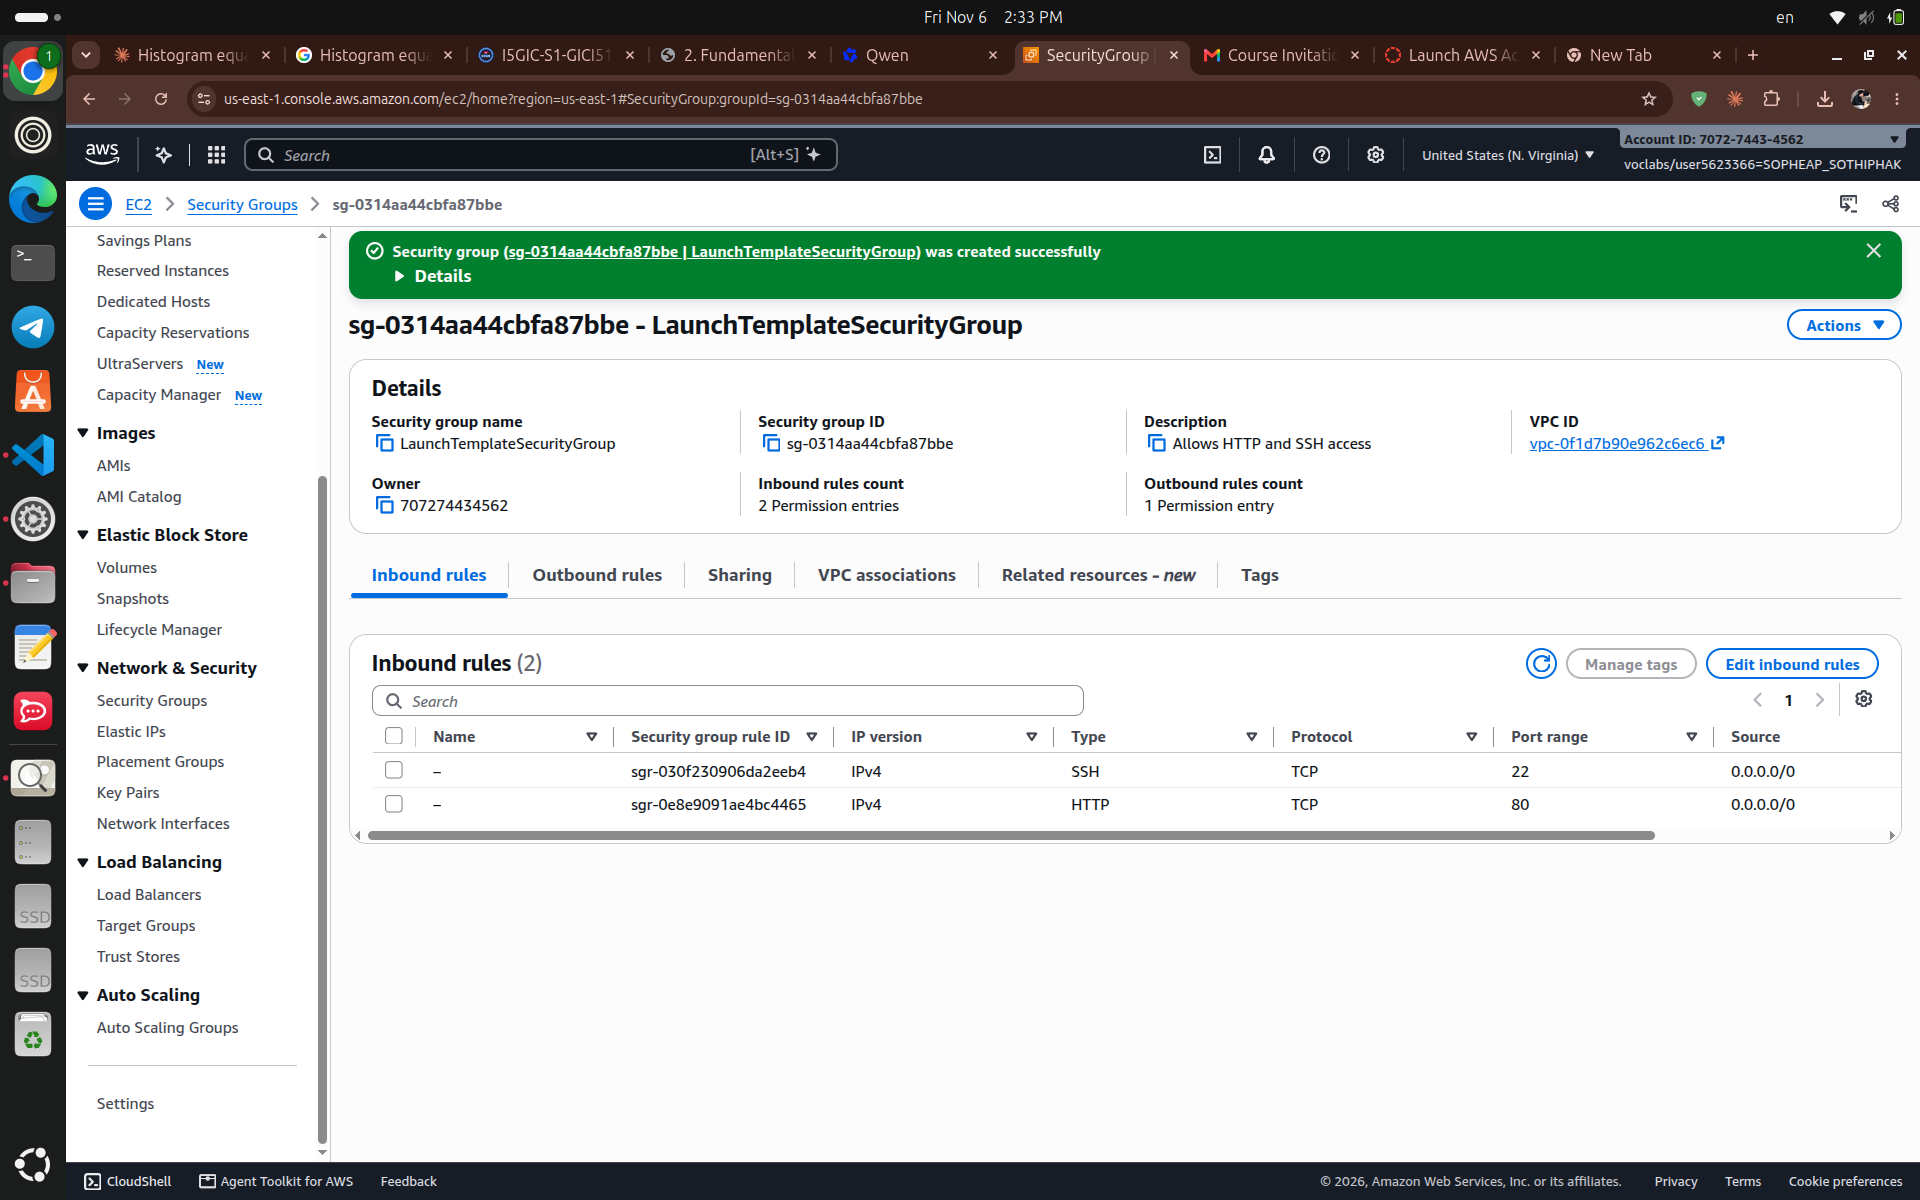 Fri Nov 6 2:33 PM
en
1
Histogram equ
Histogram equ
I5GIC-S1-GICI51
2. Fundamental
Qwen
SecurityGroup
Course Invitatio
Launch AWS Ac
New Tab
us-east-1.console.aws.amazon.com/ec2/home?region=us-east-1#SecurityGroup:groupId=sg-0314aa44cbfa87bbe
aws
Search
[Alt+S]
United States (N. Virginia)
Account ID: 7072-7443-4562
voclabs/user5623366=SOPHEAP_SOTHIPHAK
EC2
Security Groups
sg-0314aa44cbfa87bbe
Savings Plans
Reserved Instances
Dedicated Hosts
Capacity Reservations
UltraServers New
Capacity Manager New
Images
AMIs
AMI Catalog
Elastic Block Store
Volumes
Snapshots
Lifecycle Manager
Network & Security
Security Groups
Elastic IPs
Placement Groups
Key Pairs
Network Interfaces
Load Balancing
Load Balancers
Target Groups
Trust Stores
Auto Scaling
Auto Scaling Groups
Settings
Security group (sg-0314aa44cbfa87bbe | LaunchTemplateSecurityGroup) was created successfully
Details
sg-0314aa44cbfa87bbe - LaunchTemplateSecurityGroup
Actions
Details
Security group name
LaunchTemplateSecurityGroup
Security group ID
sg-0314aa44cbfa87bbe
Description
Allows HTTP and SSH access
VPC ID
vpc-0f1d7b90e962c6ec6
Owner
707274434562
Inbound rules count
2 Permission entries
Outbound rules count
1 Permission entry
Inbound rules
Outbound rules
Sharing
VPC associations
Related resources - new
Tags
Inbound rules (2)
Manage tags
Edit inbound rules
Search
1
Name Security group rule ID IP version Type Protocol Port range Source
– sgr-030f230906da2eeb4 IPv4 SSH TCP 22 0.0.0.0/0
– sgr-0e8e9091ae4bc4465 IPv4 HTTP TCP 80 0.0.0.0/0
SSD
SSD
CloudShell
Agent Toolkit for AWS
Feedback
© 2026, Amazon Web Services, Inc. or its affiliates.
Privacy
Terms
Cookie preferences